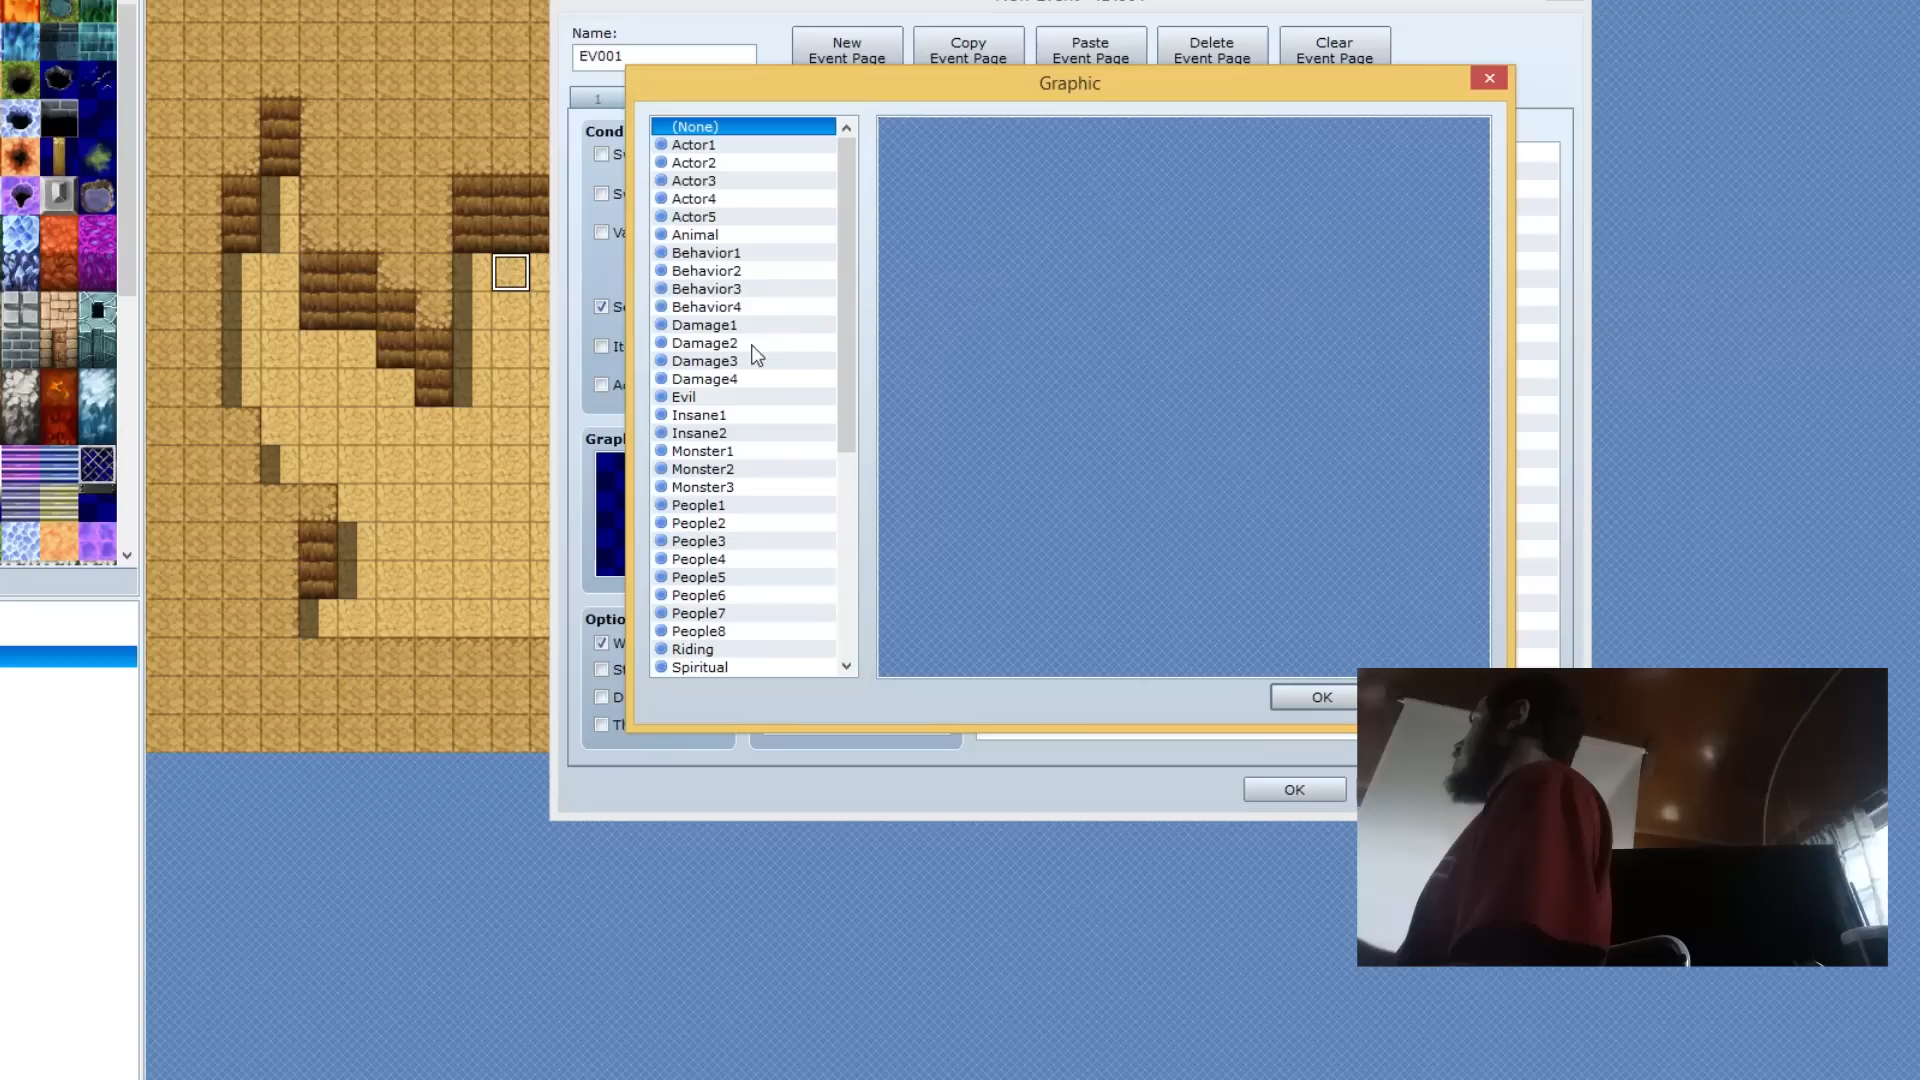 Name:
EV001
New
Event Page
Copy
Event Page
Paste
Event Page
Delete
Event Page
Clear
Event Page
1
Graphic
Cond
(None)
Actor1
Actor2
Actor3
Actor4
Actor5
Animal
Behavior1
Behavior2
Behavior3
Behavior4
Damage1
Damage2
Damage3
Damage4
Evil
Insane1
Insane2
Monster1
Monster2
Monster3
People1
People2
People3
People4
People5
People6
People7
People8
Riding
Spiritual
It
Grap
Optio
OK
OK